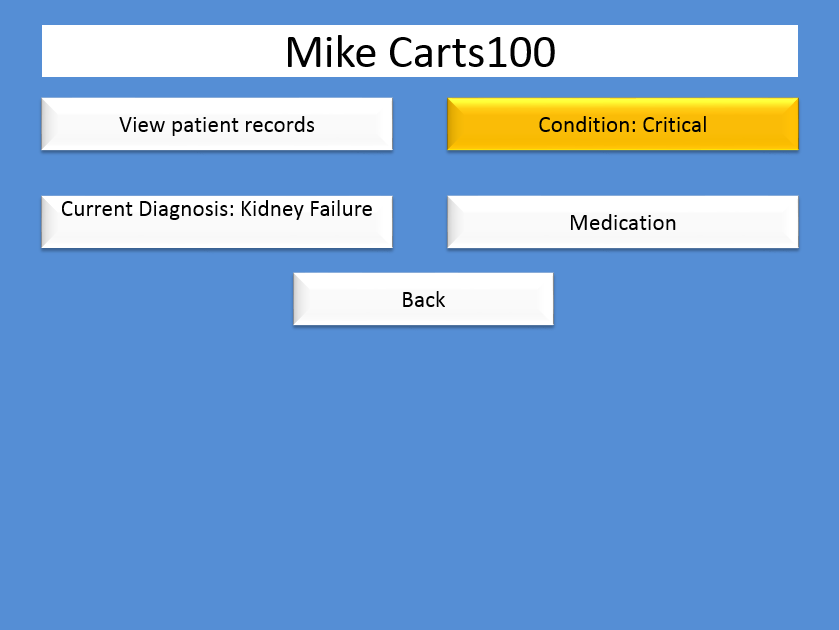 Mike Carts100
View patient records
Condition: Critical
Current Diagnosis: Kidney Failure
Medication
Back